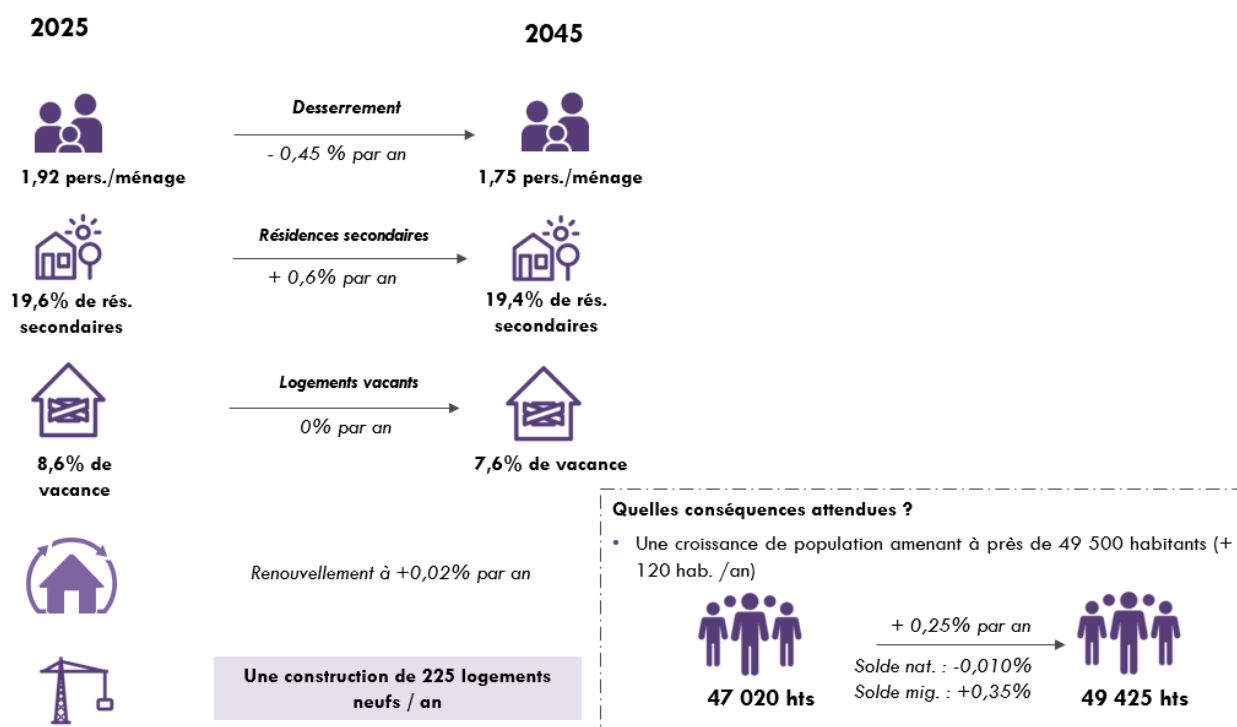 2025
2045
Desserrement
- 0,45 % par an
1,92 pers./ménage
1,75 pers./ménage
Résidences secondaires
+ 0,6% par an
19,6% de rés.
secondaires
19,4% de rés.
secondaires
Logements vacants
0% par an
8,6% de
vacance
7,6% de vacance
Renouvellement à +0,02% par an
Une construction de 225 logements
neufs / an
Quelles conséquences attendues ?
• Une croissance de population amenant à près de 49 500 habitants (+
120 hab. /an)
+ 0,25% par an
Solde nat. : -0,010%
Solde mig. : +0,35%
47 020 hts
49 425 hts